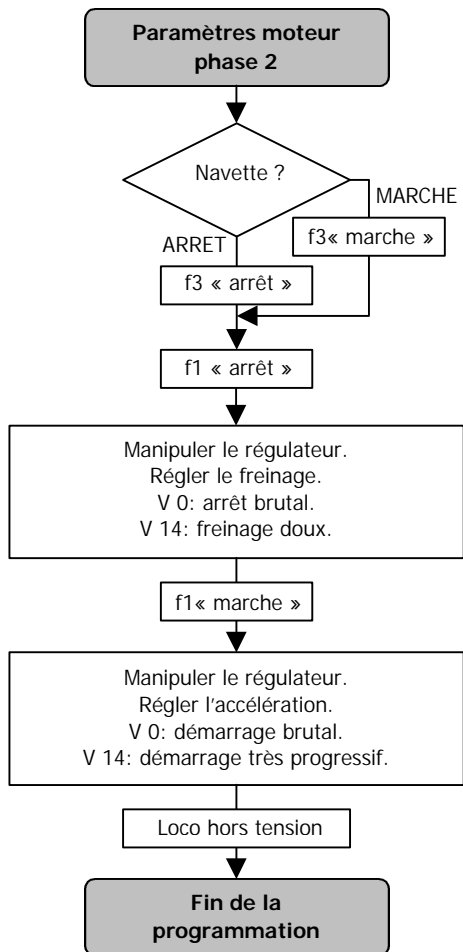 Paramètres moteur
phase 2
Navette ?
MARCHE
f3« marche »
ARRET
f3 « arrêt »
f1 « arrêt »
Manipuler le régulateur.
Régler le freinage.
V 0: arrêt brutal.
V 14: freinage doux.
f1« marche »
Manipuler le régulateur.
Régler l'accélération.
V 0: démarrage brutal.
V 14: démarrage très progressif.
Loco hors tension
Fin de la
programmation